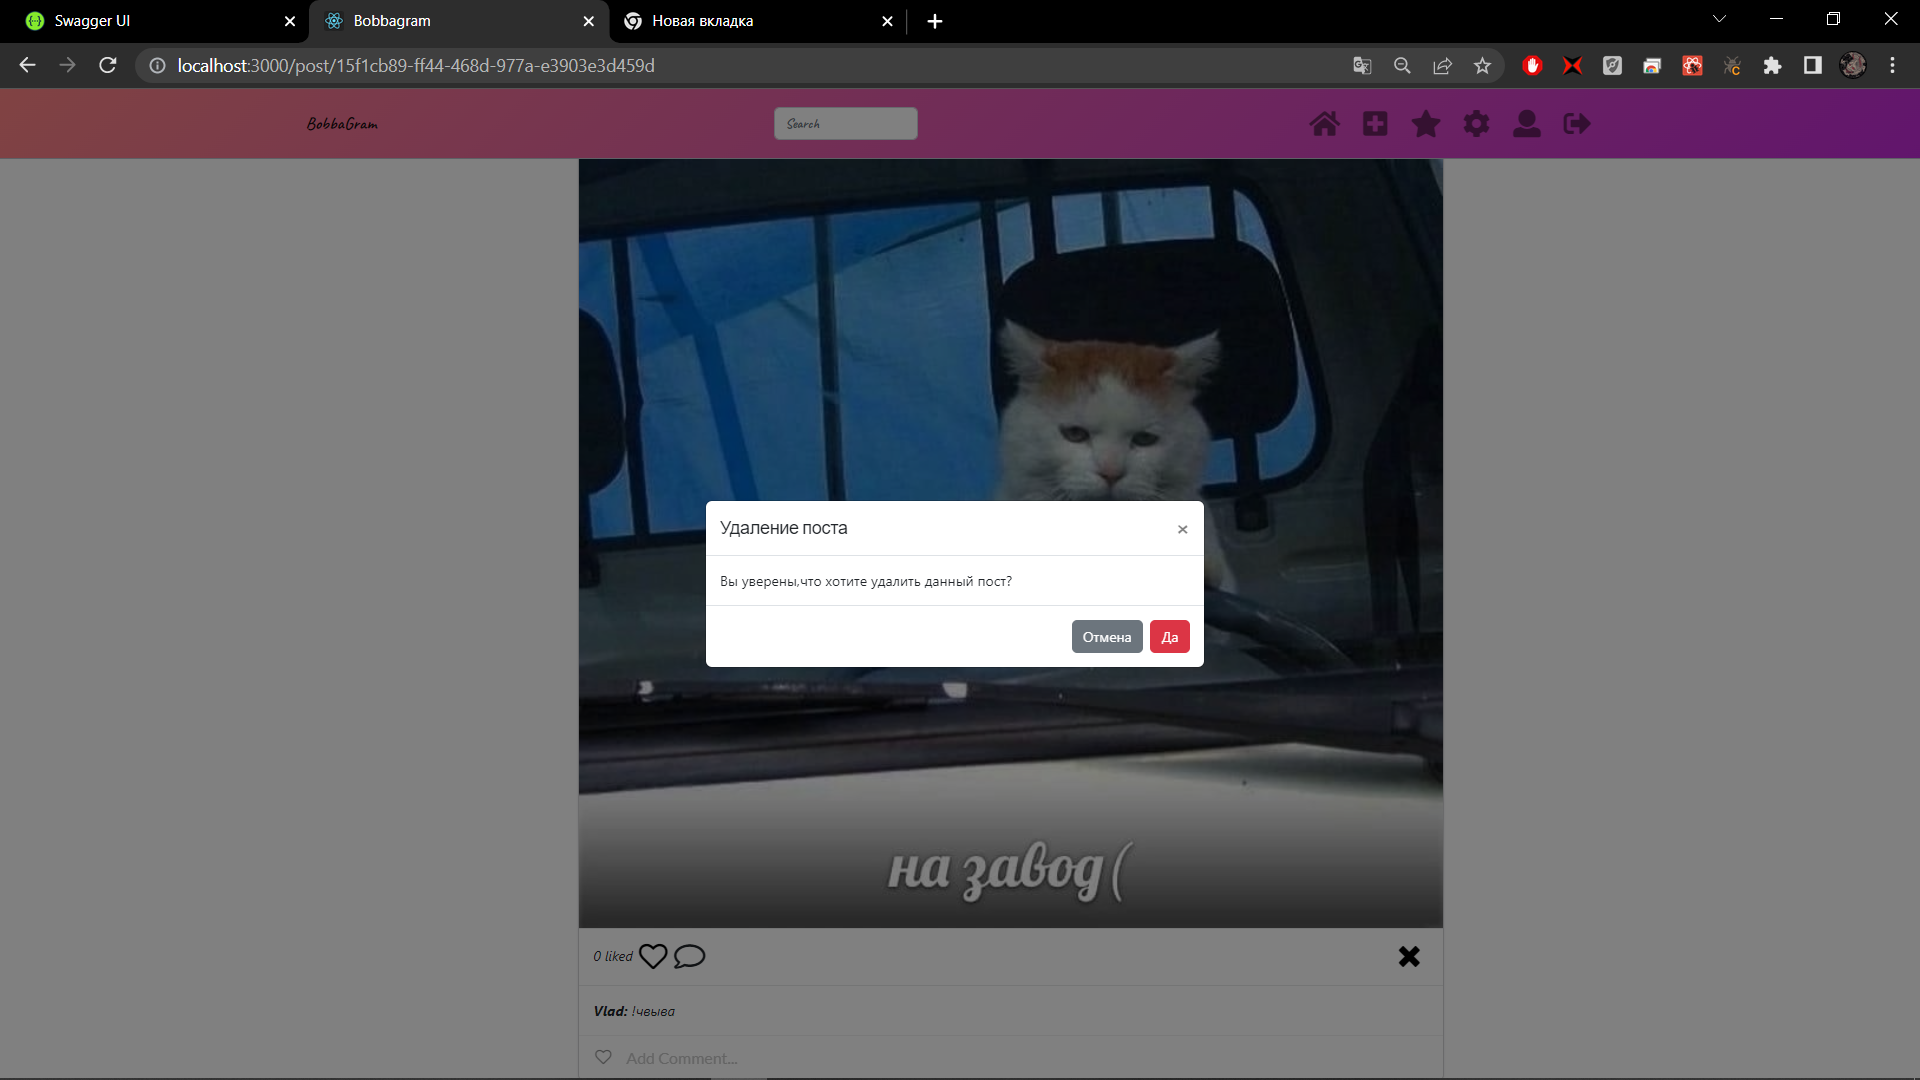 Swagger UI
Bobbagram
Новая вкладка
localhost:3000/post/15f1cb89-ff44-468d-977a-e3903e3d459d
BobbaGram
Search
Удаление поста
×
Вы уверены,что хотите удалить данный пост?
Отмена
Да
на завод(
0 liked
Vlad: !чвыва
Add Comment...